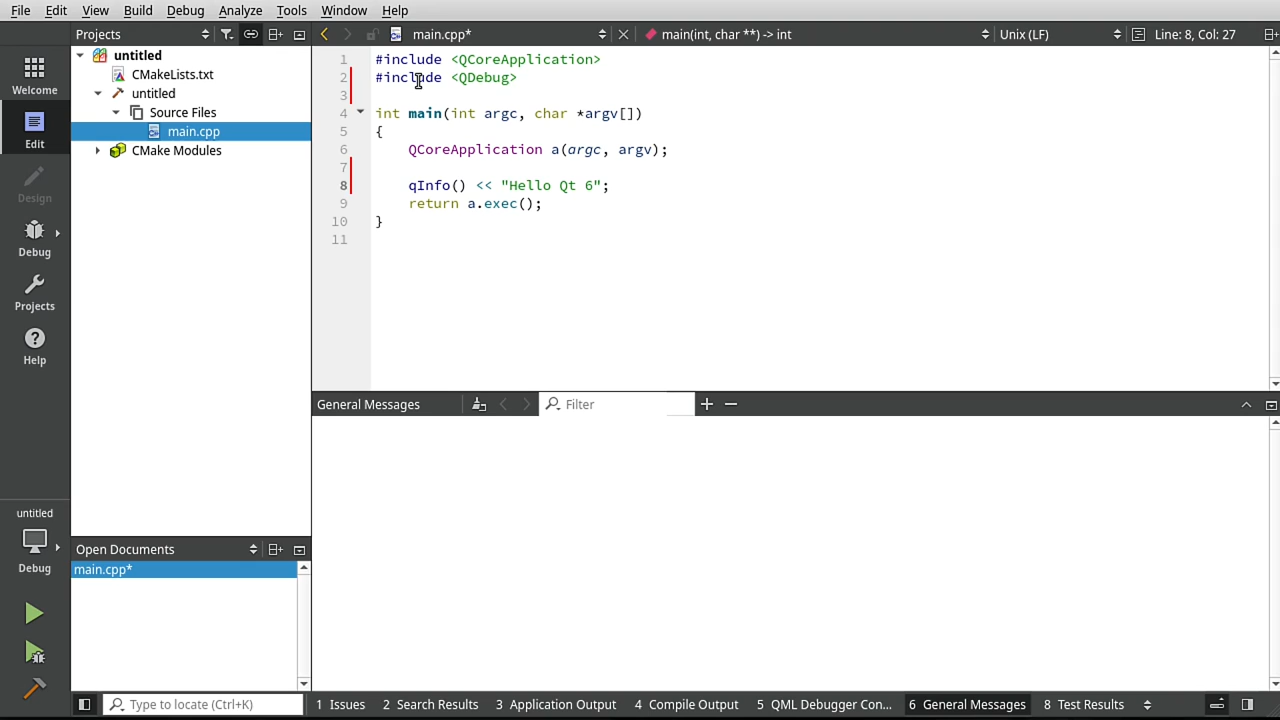 File Edit View Build Debug Analyze Tools Window Help
Projects main.cpp* main(int, char **) -> int Unix (LF) Line: 8, Col: 27
Welcome
Edit
Design
Debug
Projects
Help
untitled
Debug
untitled
CMakeLists.txt
untitled
Source Files
main.cpp
CMake Modules
1 #include <QCoreApplication>
2 #include <QDebug>
3
4 int main(int argc, char *argv[])
5 {
6 QCoreApplication a(argc, argv);
7
8 qInfo() << "Hello Qt 6";
9 return a.exec();
10 }
11
General Messages Filter
Open Documents
main.cpp*
Type to locate (Ctrl+K) 1 Issues 2 Search Results 3 Application Output 4 Compile Output 5 QML Debugger Con... 6 General Messages 8 Test Results